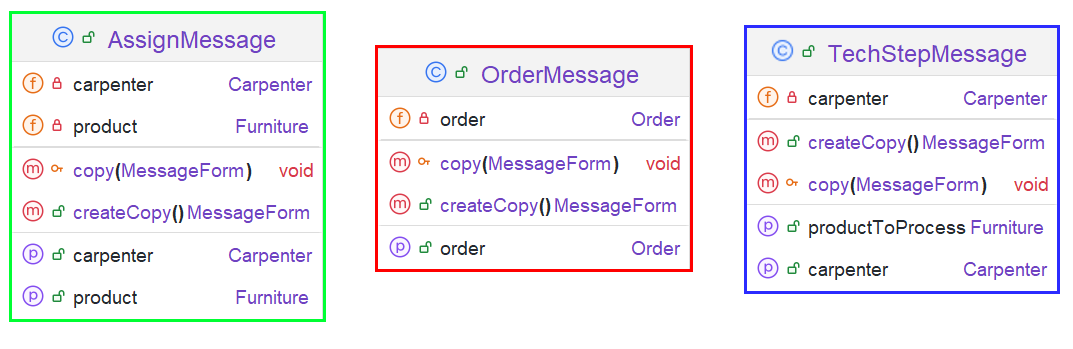 AssignMessage
carpenter Carpenter
product Furniture
copy(MessageForm) void
createCopy() MessageForm
carpenter Carpenter
product Furniture
OrderMessage
order Order
copy(MessageForm) void
createCopy() MessageForm
order Order
TechStepMessage
carpenter Carpenter
createCopy() MessageForm
copy(MessageForm) void
productToProcess Furniture
carpenter Carpenter